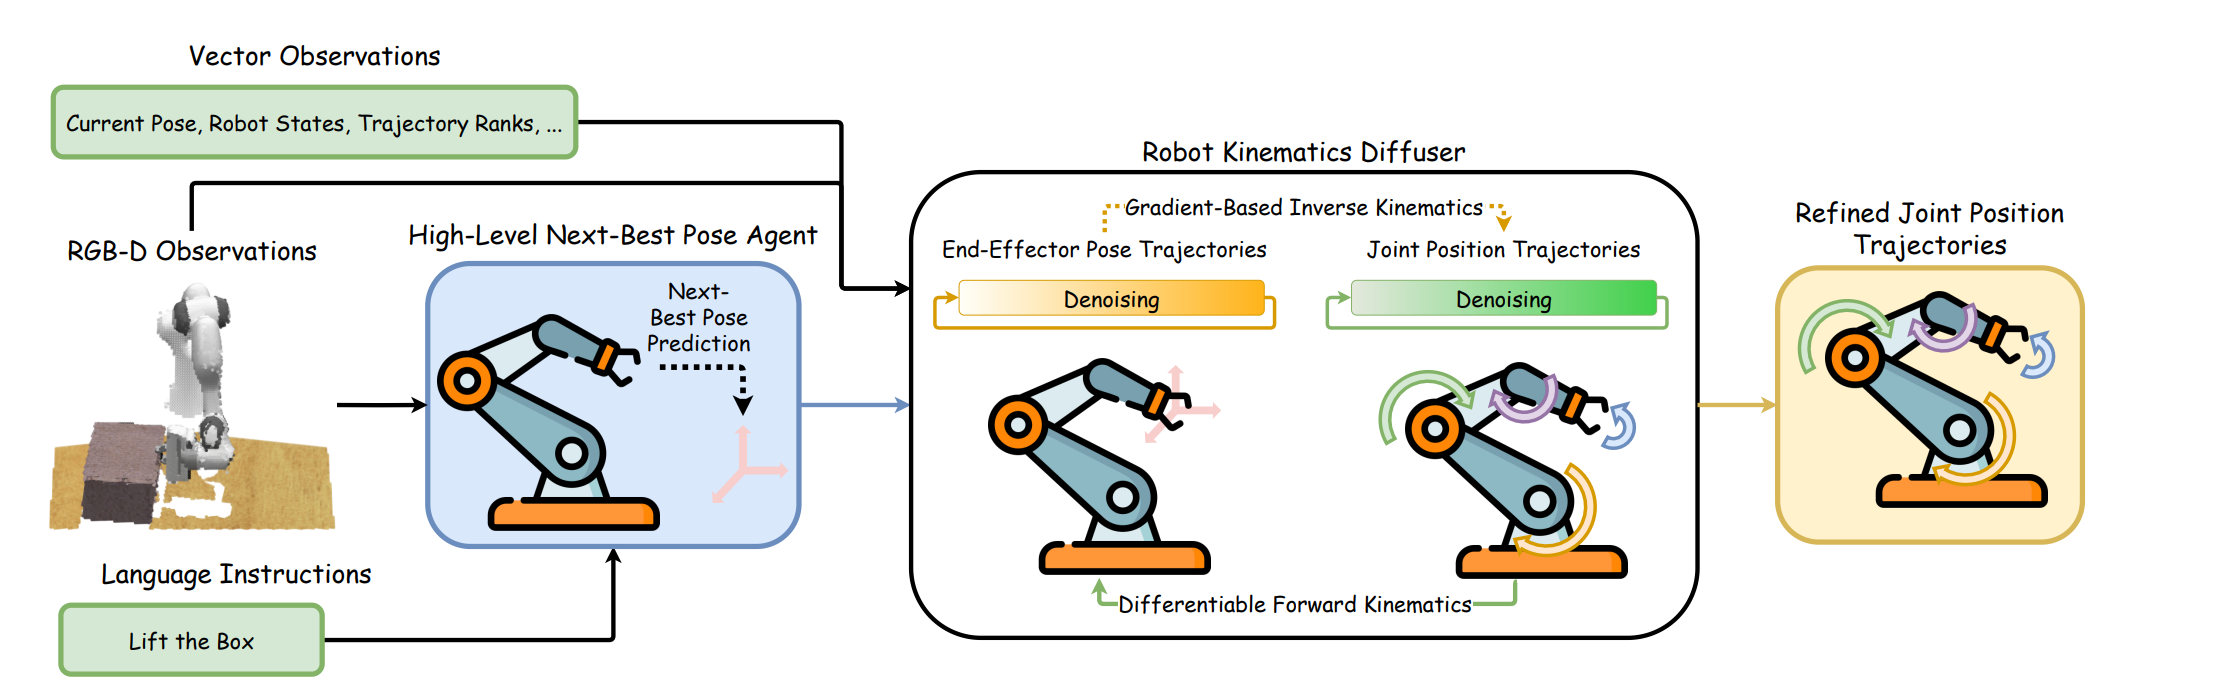 Vector Observations
Current Pose, Robot States, Trajectory Ranks, ...
RGB-D Observations
Language Instructions
Lift the Box
High-Level Next-Best Pose Agent
Next-
Best Pose
Prediction
Robot Kinematics Diffuser
Gradient-Based Inverse Kinematics
End-Effector Pose Trajectories
Joint Position Trajectories
Denoising
Denoising
Differentiable Forward Kinematics
Refined Joint Position
Trajectories